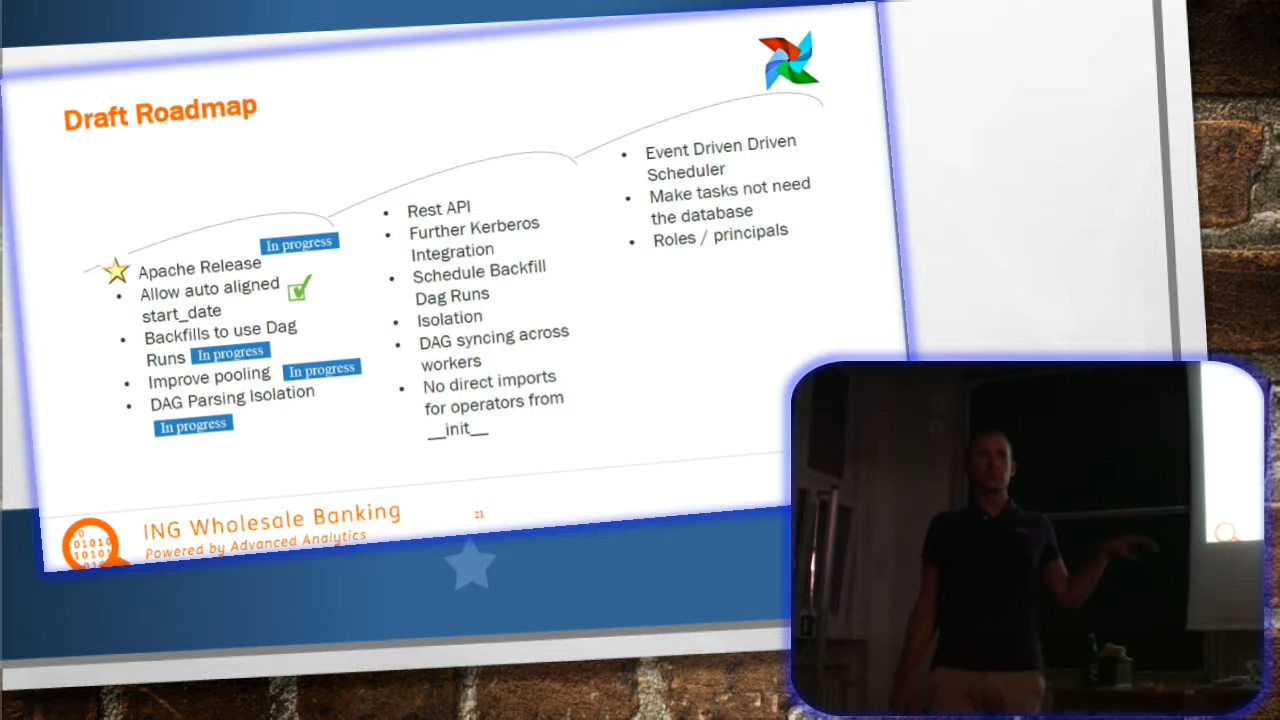 Draft Roadmap
In progress
Apache Release
• Allow auto aligned
start_date
• Backfills to use Dag
Runs In progress
• Improve pooling In progress
• DAG Parsing Isolation
In progress
• Rest API
• Further Kerberos
Integration
• Schedule Backfill
Dag Runs
• Isolation
• DAG syncing across
workers
• No direct imports
for operators from
__init__
• Event Driven Driven
Scheduler
• Make tasks not need
the database
• Roles / principals
ING Wholesale Banking
Powered by Advanced Analytics
21